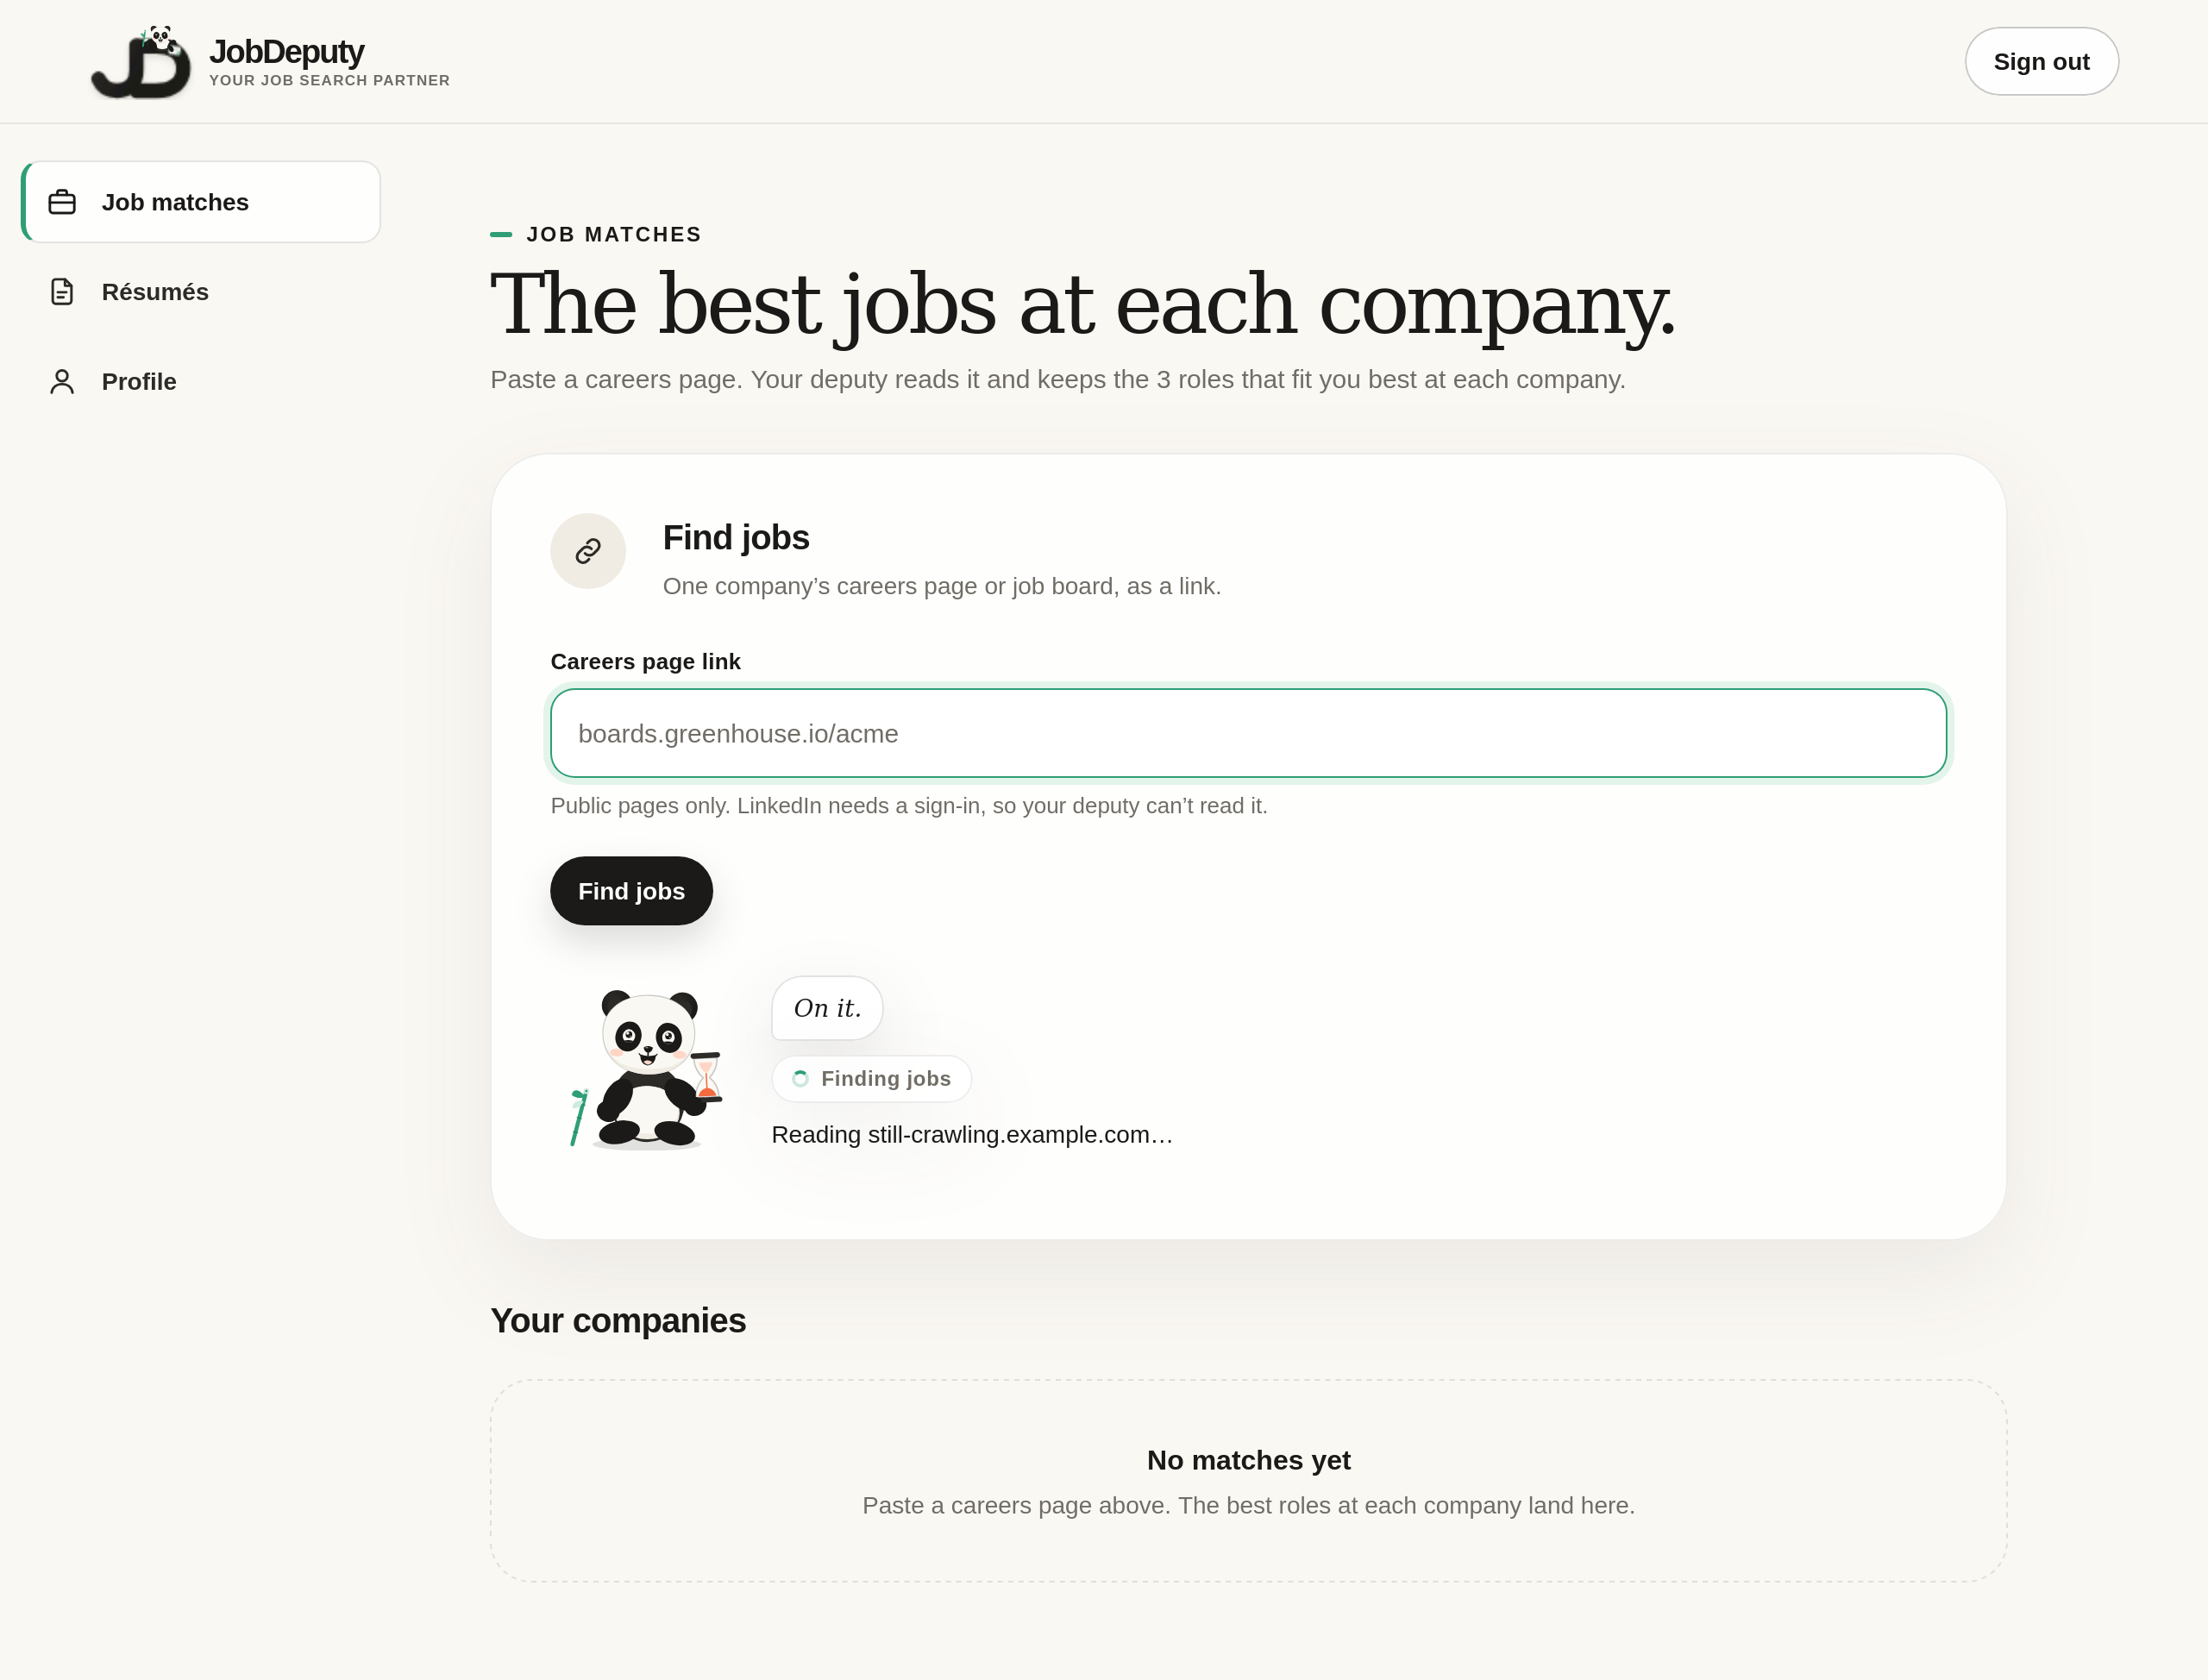 JobDeputy
YOUR JOB SEARCH PARTNER
Sign out
Job matches
Résumés
Profile
JOB MATCHES
The best jobs at each company.
Paste a careers page. Your deputy reads it and keeps the 3 roles that fit you best at each company.
Find jobs
One company’s careers page or job board, as a link.
Careers page link
boards.greenhouse.io/acme
Public pages only. LinkedIn needs a sign-in, so your deputy can’t read it.
Find jobs
On it.
Finding jobs
Reading still-crawling.example.com…
Your companies
No matches yet
Paste a careers page above. The best roles at each company land here.